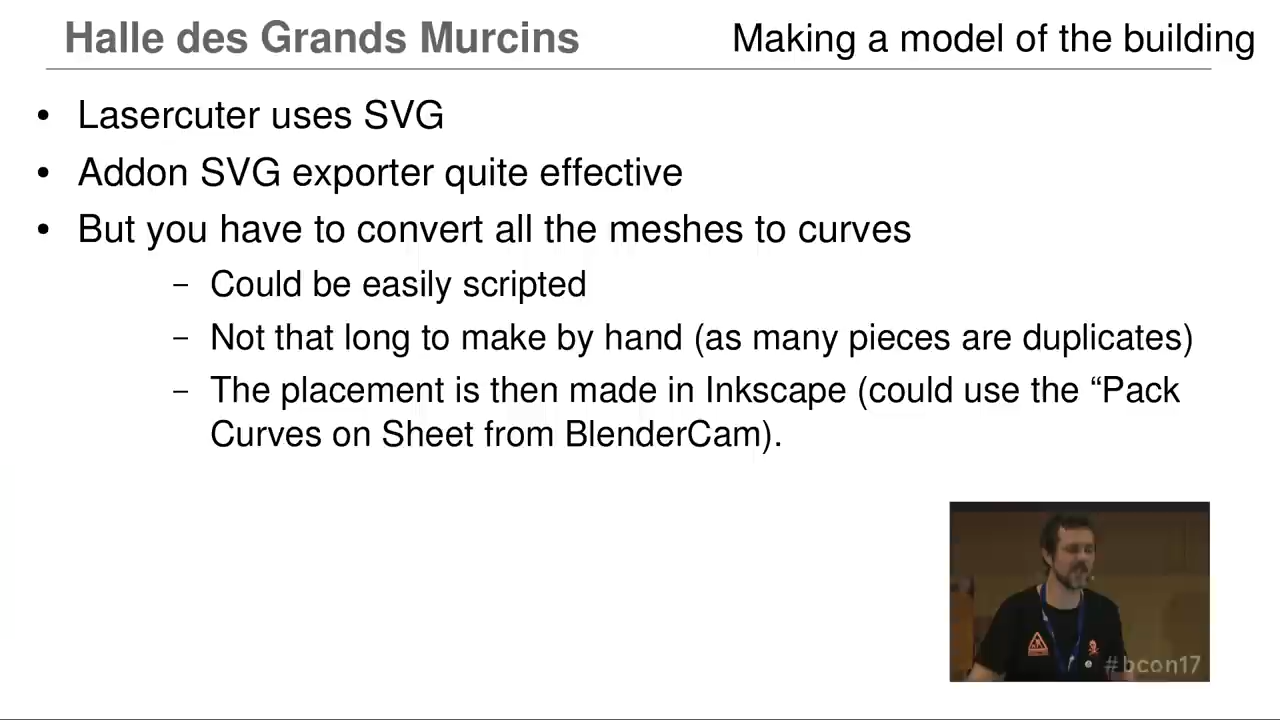 Halle des Grands Murcins
Making a model of the building
• Lasercuter uses SVG
• Addon SVG exporter quite effective
• But you have to convert all the meshes to curves
– Could be easily scripted
– Not that long to make by hand (as many pieces are duplicates)
– The placement is then made in Inkscape (could use the “Pack
Curves on Sheet from BlenderCam).
#bcon17